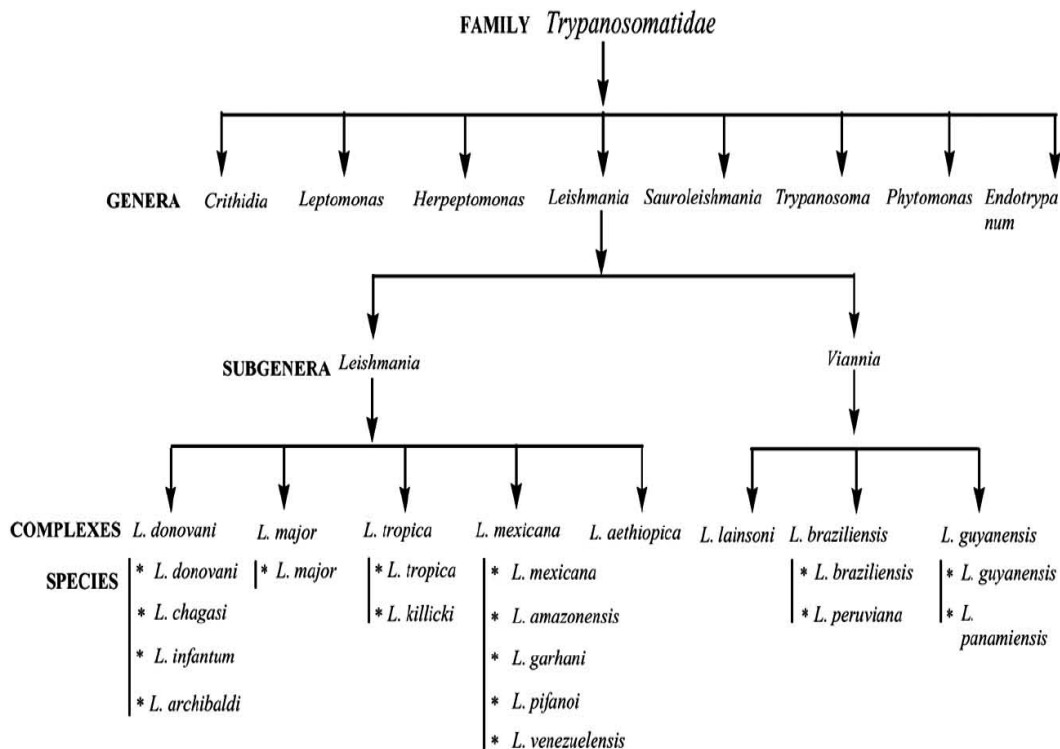 FAMILY Trypanosomatidae
GENERA Crithidia Leptomonas Herpeptomonas Leishmania Sauroleishmania Trypanosoma Phytomonas Endotrypa
num
SUBGENERA Leishmania Viannia
COMPLEXES L. donovani L. major L. tropica L. mexicana L. aethiopica L. lainsoni L. braziliensis L. guyanensis
SPECIES * L. donovani * L. major * L. tropica * L. mexicana * L. braziliensis * L. guyanensis
* L. chagasi * L. killicki * L. amazonensis * L. peruviana * L.
panamiensis
* L. infantum * L. garhani
* L. archibaldi * L. pifanoi
* L. venezuelensis